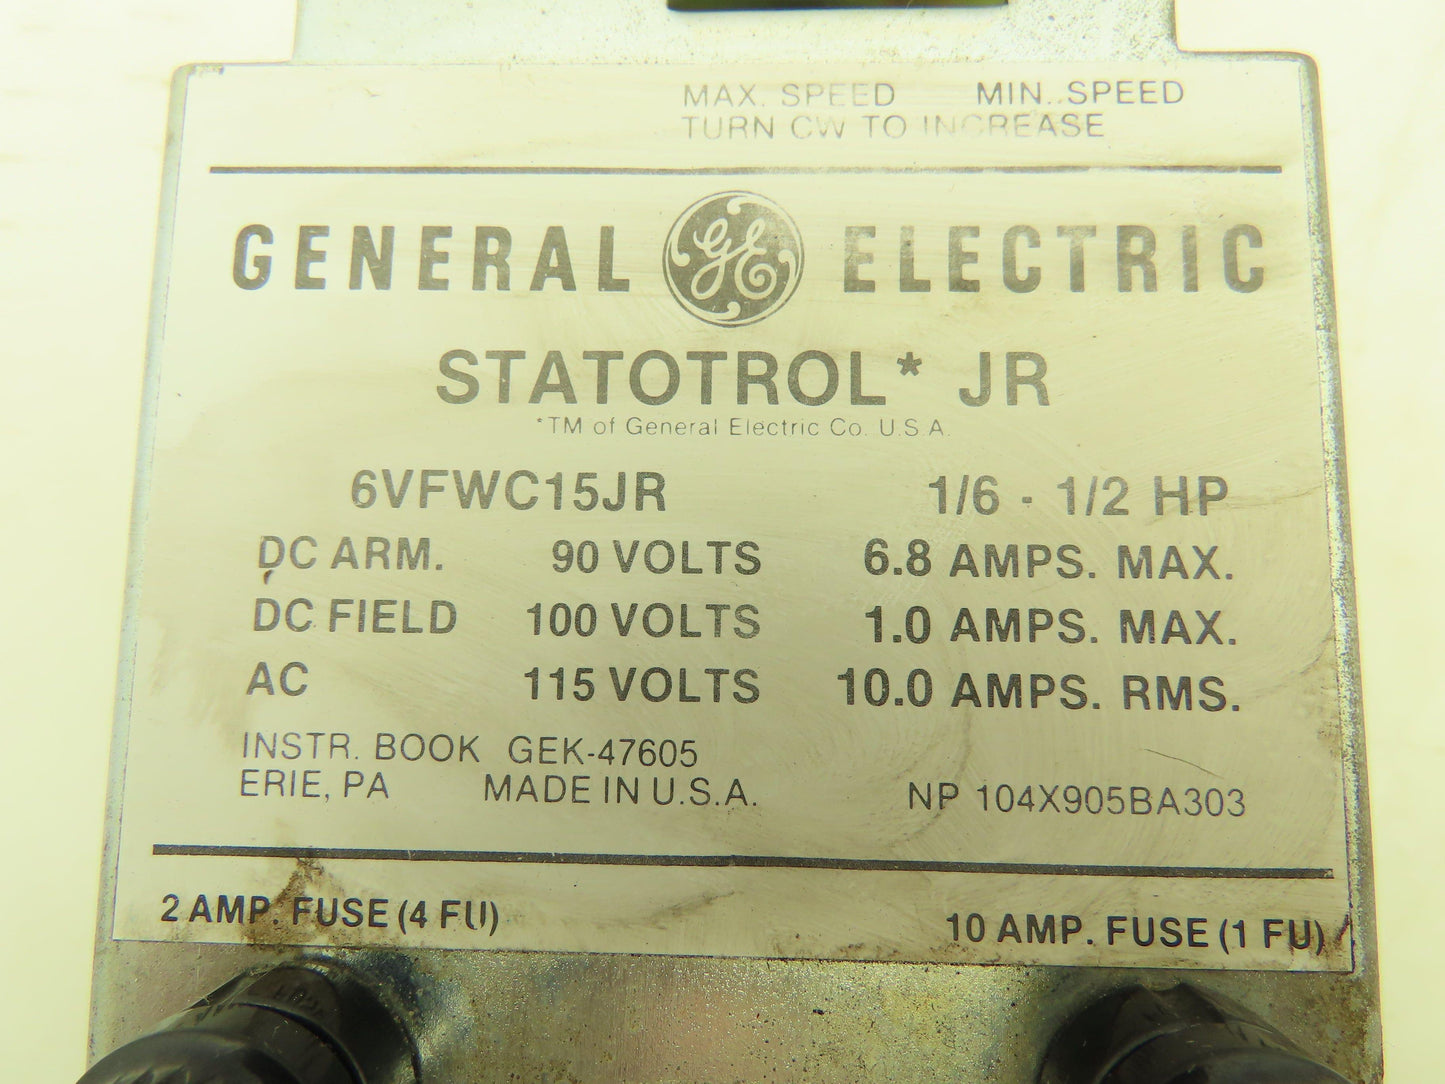 MAX. SPEED MIN. SPEED
TURN CW TO INCREASE
GENERAL GE ELECTRIC
STATOTROL* JR
*TM of General Electric Co. U.S.A.
6VFWC15JR 1/6 - 1/2 HP
DC ARM. 90 VOLTS 6.8 AMPS. MAX.
DC FIELD 100 VOLTS 1.0 AMPS. MAX.
AC 115 VOLTS 10.0 AMPS. RMS.
INSTR. BOOK GEK-47605
ERIE, PA MADE IN U.S.A. NP 104X905BA303
2 AMP. FUSE (4 FU) 10 AMP. FUSE (1 FU)